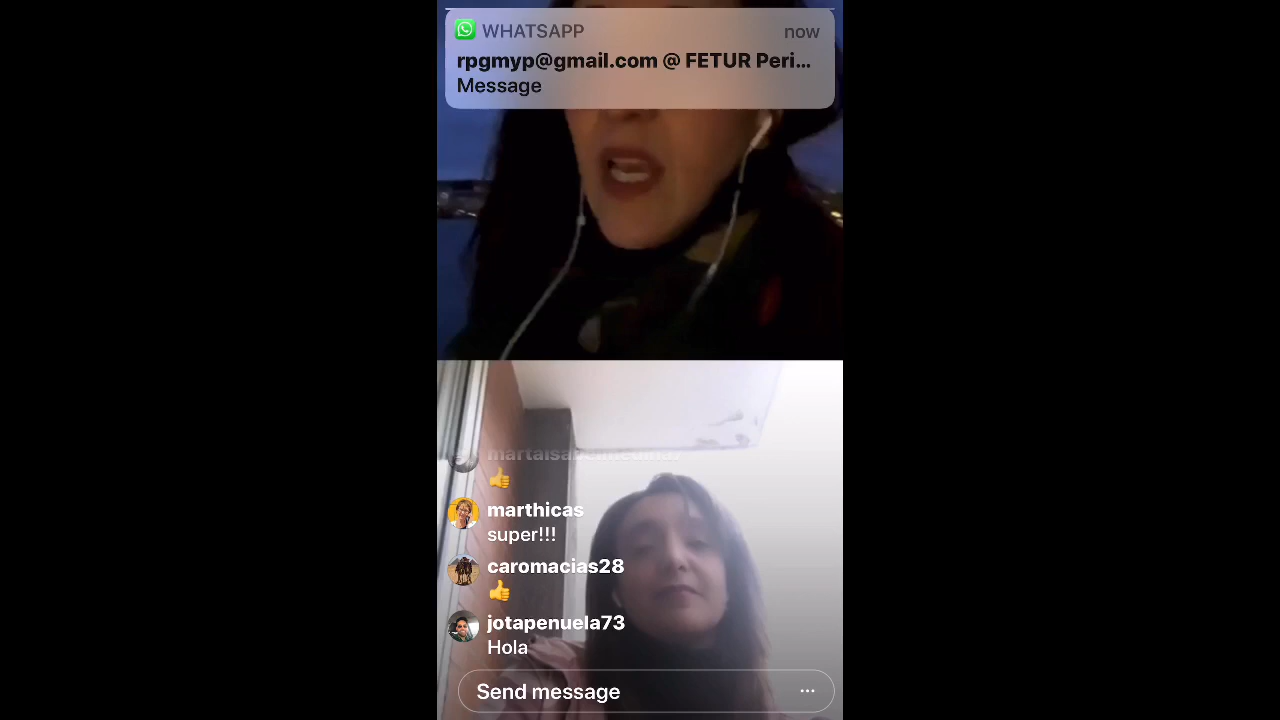 WHATSAPP now
rpgmyp@gmail.com @ FETUR Peri...
Message
👍
marthicas
super!!!
caromacias28
👍
jotapenuela73
Hola
Send message